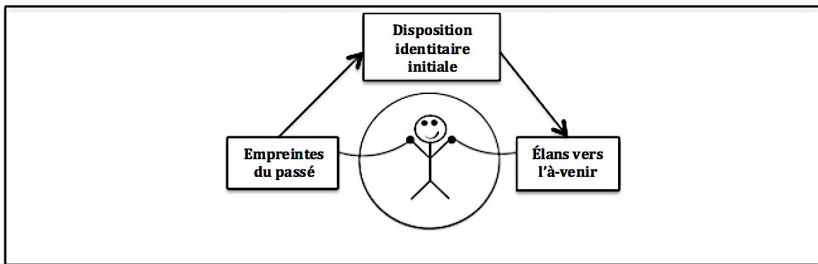 Disposition
identitaire
initiale
Empreintes
du passé
Élans vers
l’à-venir